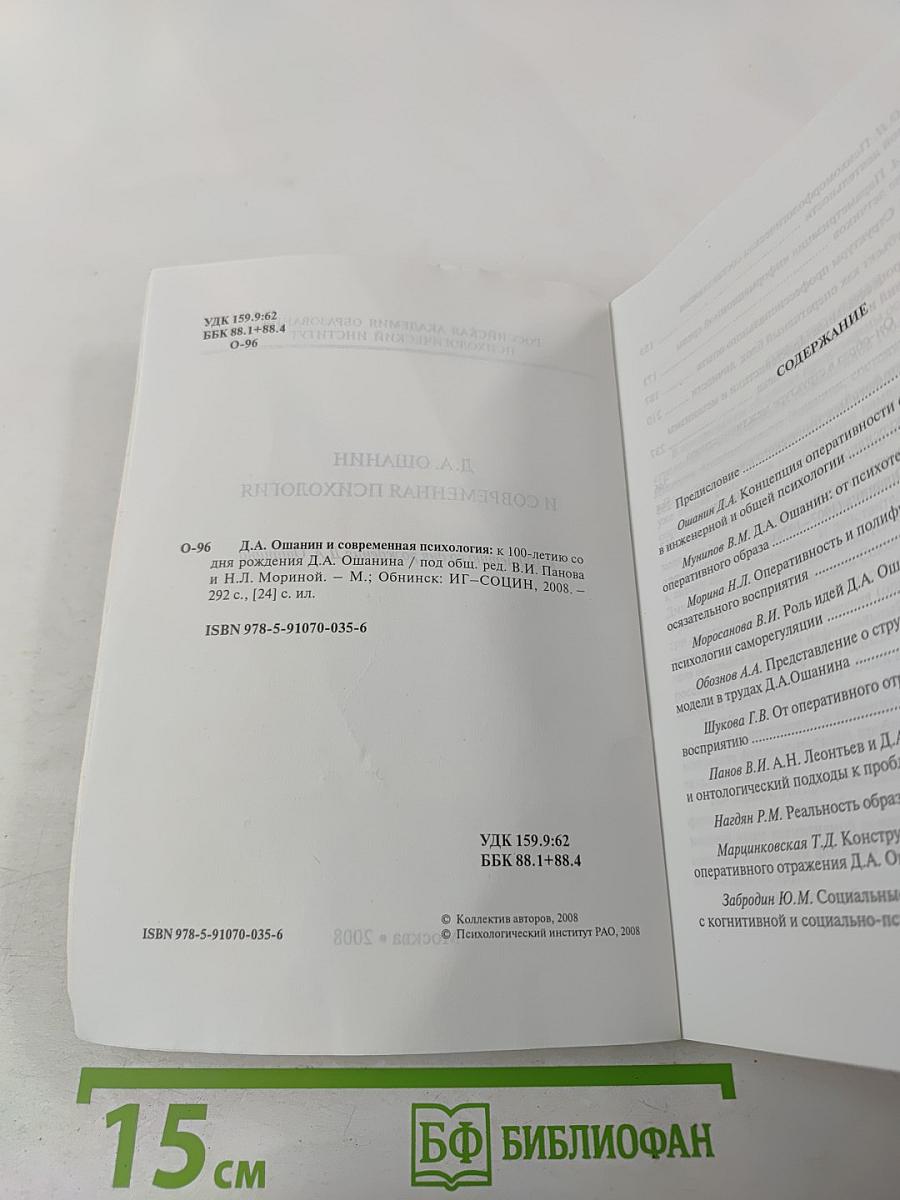 УДК 159.9:62
ББК 88.1+88.4
О-96
О-96 Д.А. Ошанин и современная психология: к 100-летию со
дня рождения Д.А. Ошанина / под общ. ред. В.И. Панова
и Н.Л. Мориной. – М.; Обнинск: ИГ–СОЦИН, 2008. –
292 с., [24] с. ил.
ISBN 978-5-91070-035-6
УДК 159.9:62
ББК 88.1+88.4
ISBN 978-5-91070-035-6
© Коллектив авторов, 2008
© Психологический институт РАО, 2008
СОДЕРЖАНИЕ
Предисловие
Ошанин Д.А. Концепция оперативности
в инженерной и общей психологии
Мунипов В.М. Д.А. Ошанин: от психоте
оперативного образа
Морина Н.Л. Оперативность и полифу
осязательного восприятия
Моросанова В.И. Роль идей Д.А. Ош
психологии саморегуляции
Обознов А.А. Представление о стру
модели в трудах Д.А.Ошанина
Шукова Г.В. От оперативного отр
восприятию
Панов В.И. А.Н. Леонтьев и Д.А
и онтологический подходы к проб
Нагдян Р.М. Реальность образ
Марцинковская Т.Д. Констру
оперативного отражения Д.А. О
Забродин Ю.М. Социальные
с когнитивной и социально-пс
15 см
БФ БИБЛИОФАН